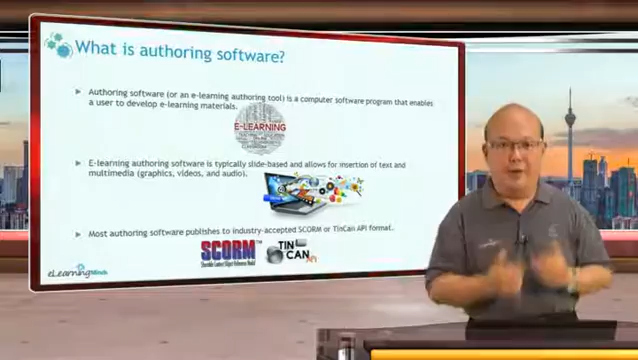 What is authoring software?
Authoring software (or an e-learning authoring tool) is a computer software program that enables
a user to develop e-learning materials.
E-LEARNING
E-learning authoring software is typically slide-based and allows for insertion of text and
multimedia (graphics, videos, and audio).
Most authoring software publishes to industry-accepted SCORM or TinCan API format.
SCORM™
TIN
CAN
eLearningMinds